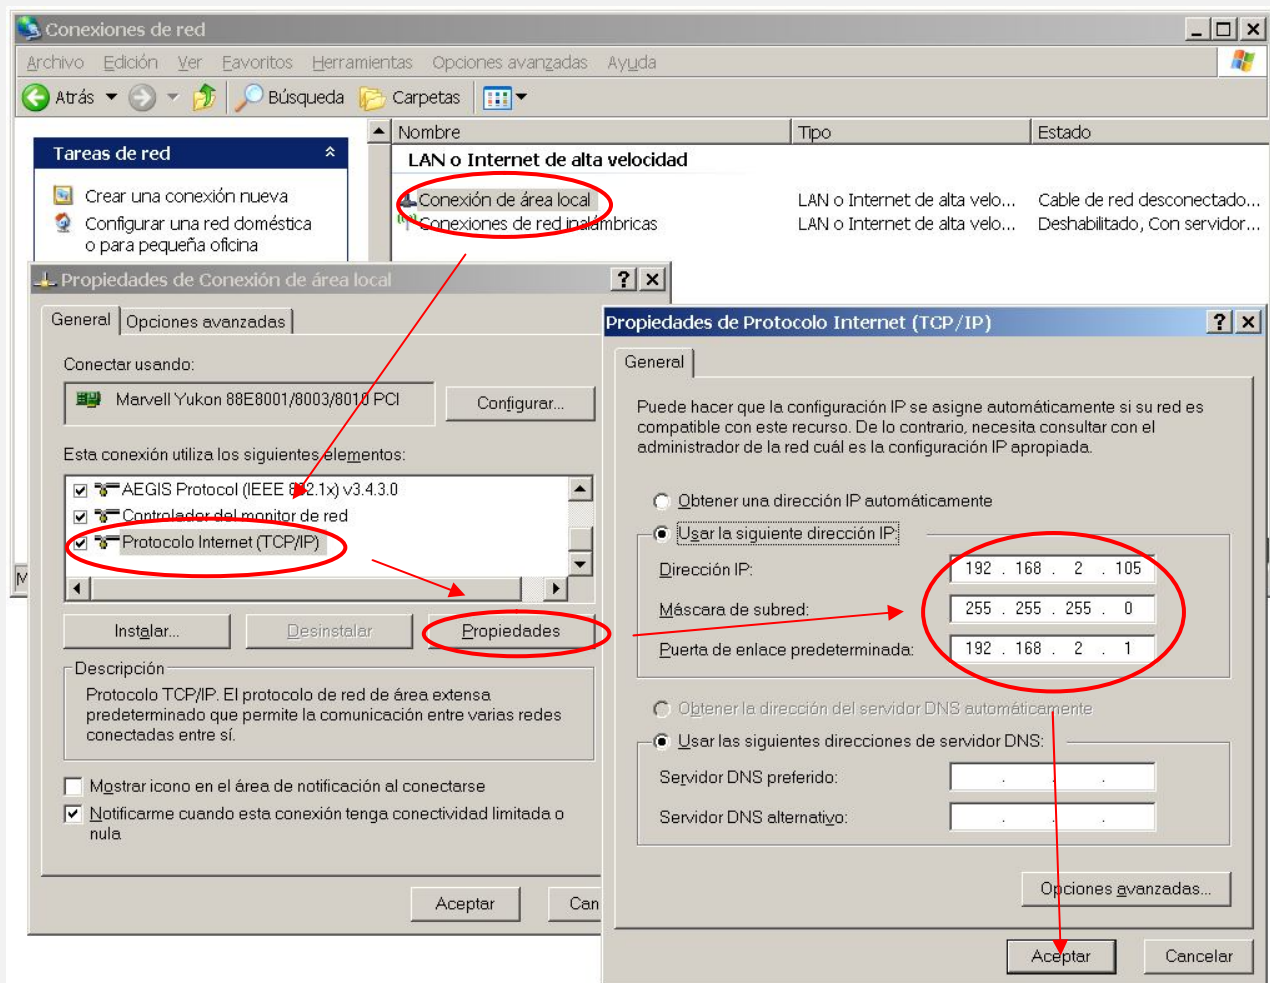 Conexiones de red
Archivo Edición Ver Favoritos Herramientas Opciones avanzadas Ayuda
Atrás Búsqueda Carpetas
Nombre Tipo Estado
Tareas de red
LAN o Internet de alta velocidad
Crear una conexión nueva
Configurar una red doméstica
o para pequeña oficina
Conexión de área local LAN o Internet de alta velo... Cable de red desconectado...
Conexiones de red inalámbricas LAN o Internet de alta velo... Deshabilitado, Con servidor...
Propiedades de Conexión de área local
General Opciones avanzadas
Conectar usando:
Marvell Yukon 88E8001/8003/8010 PCI
Configurar...
Esta conexión utiliza los siguientes elementos:
AEGIS Protocol (IEEE 802.1x) v3.4.3.0
Controlador del monitor de red
Protocolo Internet (TCP/IP)
Instalar... Desinstalar Propiedades
Descripción
Protocolo TCP/IP. El protocolo de red de área extensa
predeterminado que permite la comunicación entre varias redes
conectadas entre sí.
Mostrar icono en el área de notificación al conectarse
Notificarme cuando esta conexión tenga conectividad limitada o
nula
Aceptar Can
Propiedades de Protocolo Internet (TCP/IP)
General
Puede hacer que la configuración IP se asigne automáticamente si su red es
compatible con este recurso. De lo contrario, necesita consultar con el
administrador de la red cuál es la configuración IP apropiada.
Obtener una dirección IP automáticamente
Usar la siguiente dirección IP:
Dirección IP: 192 . 168 . 2 . 105
Máscara de subred: 255 . 255 . 255 . 0
Puerta de enlace predeterminada: 192 . 168 . 2 . 1
Obtener la dirección del servidor DNS automáticamente
Usar las siguientes direcciones de servidor DNS:
Servidor DNS preferido: . . .
Servidor DNS alternativo: . . .
Opciones avanzadas...
Aceptar Cancelar
M